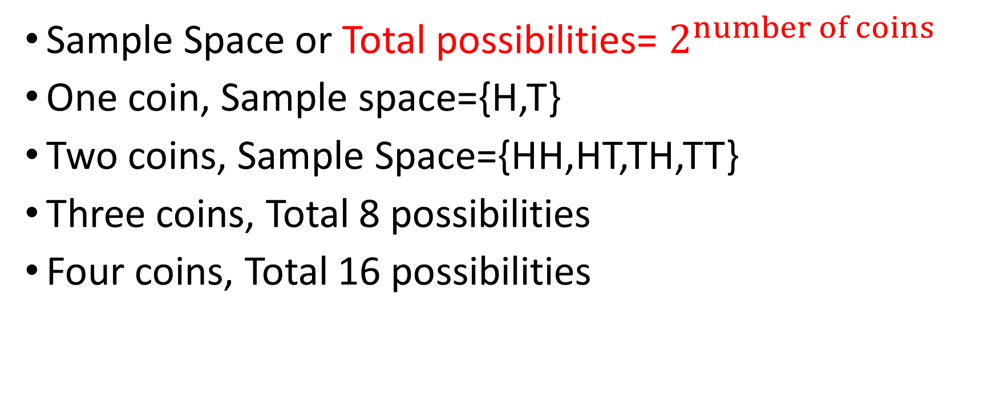 • Sample Space or Total possibilities= 2^number of coins
• One coin, Sample space={H,T}
• Two coins, Sample Space={HH,HT,TH,TT}
• Three coins, Total 8 possibilities
• Four coins, Total 16 possibilities